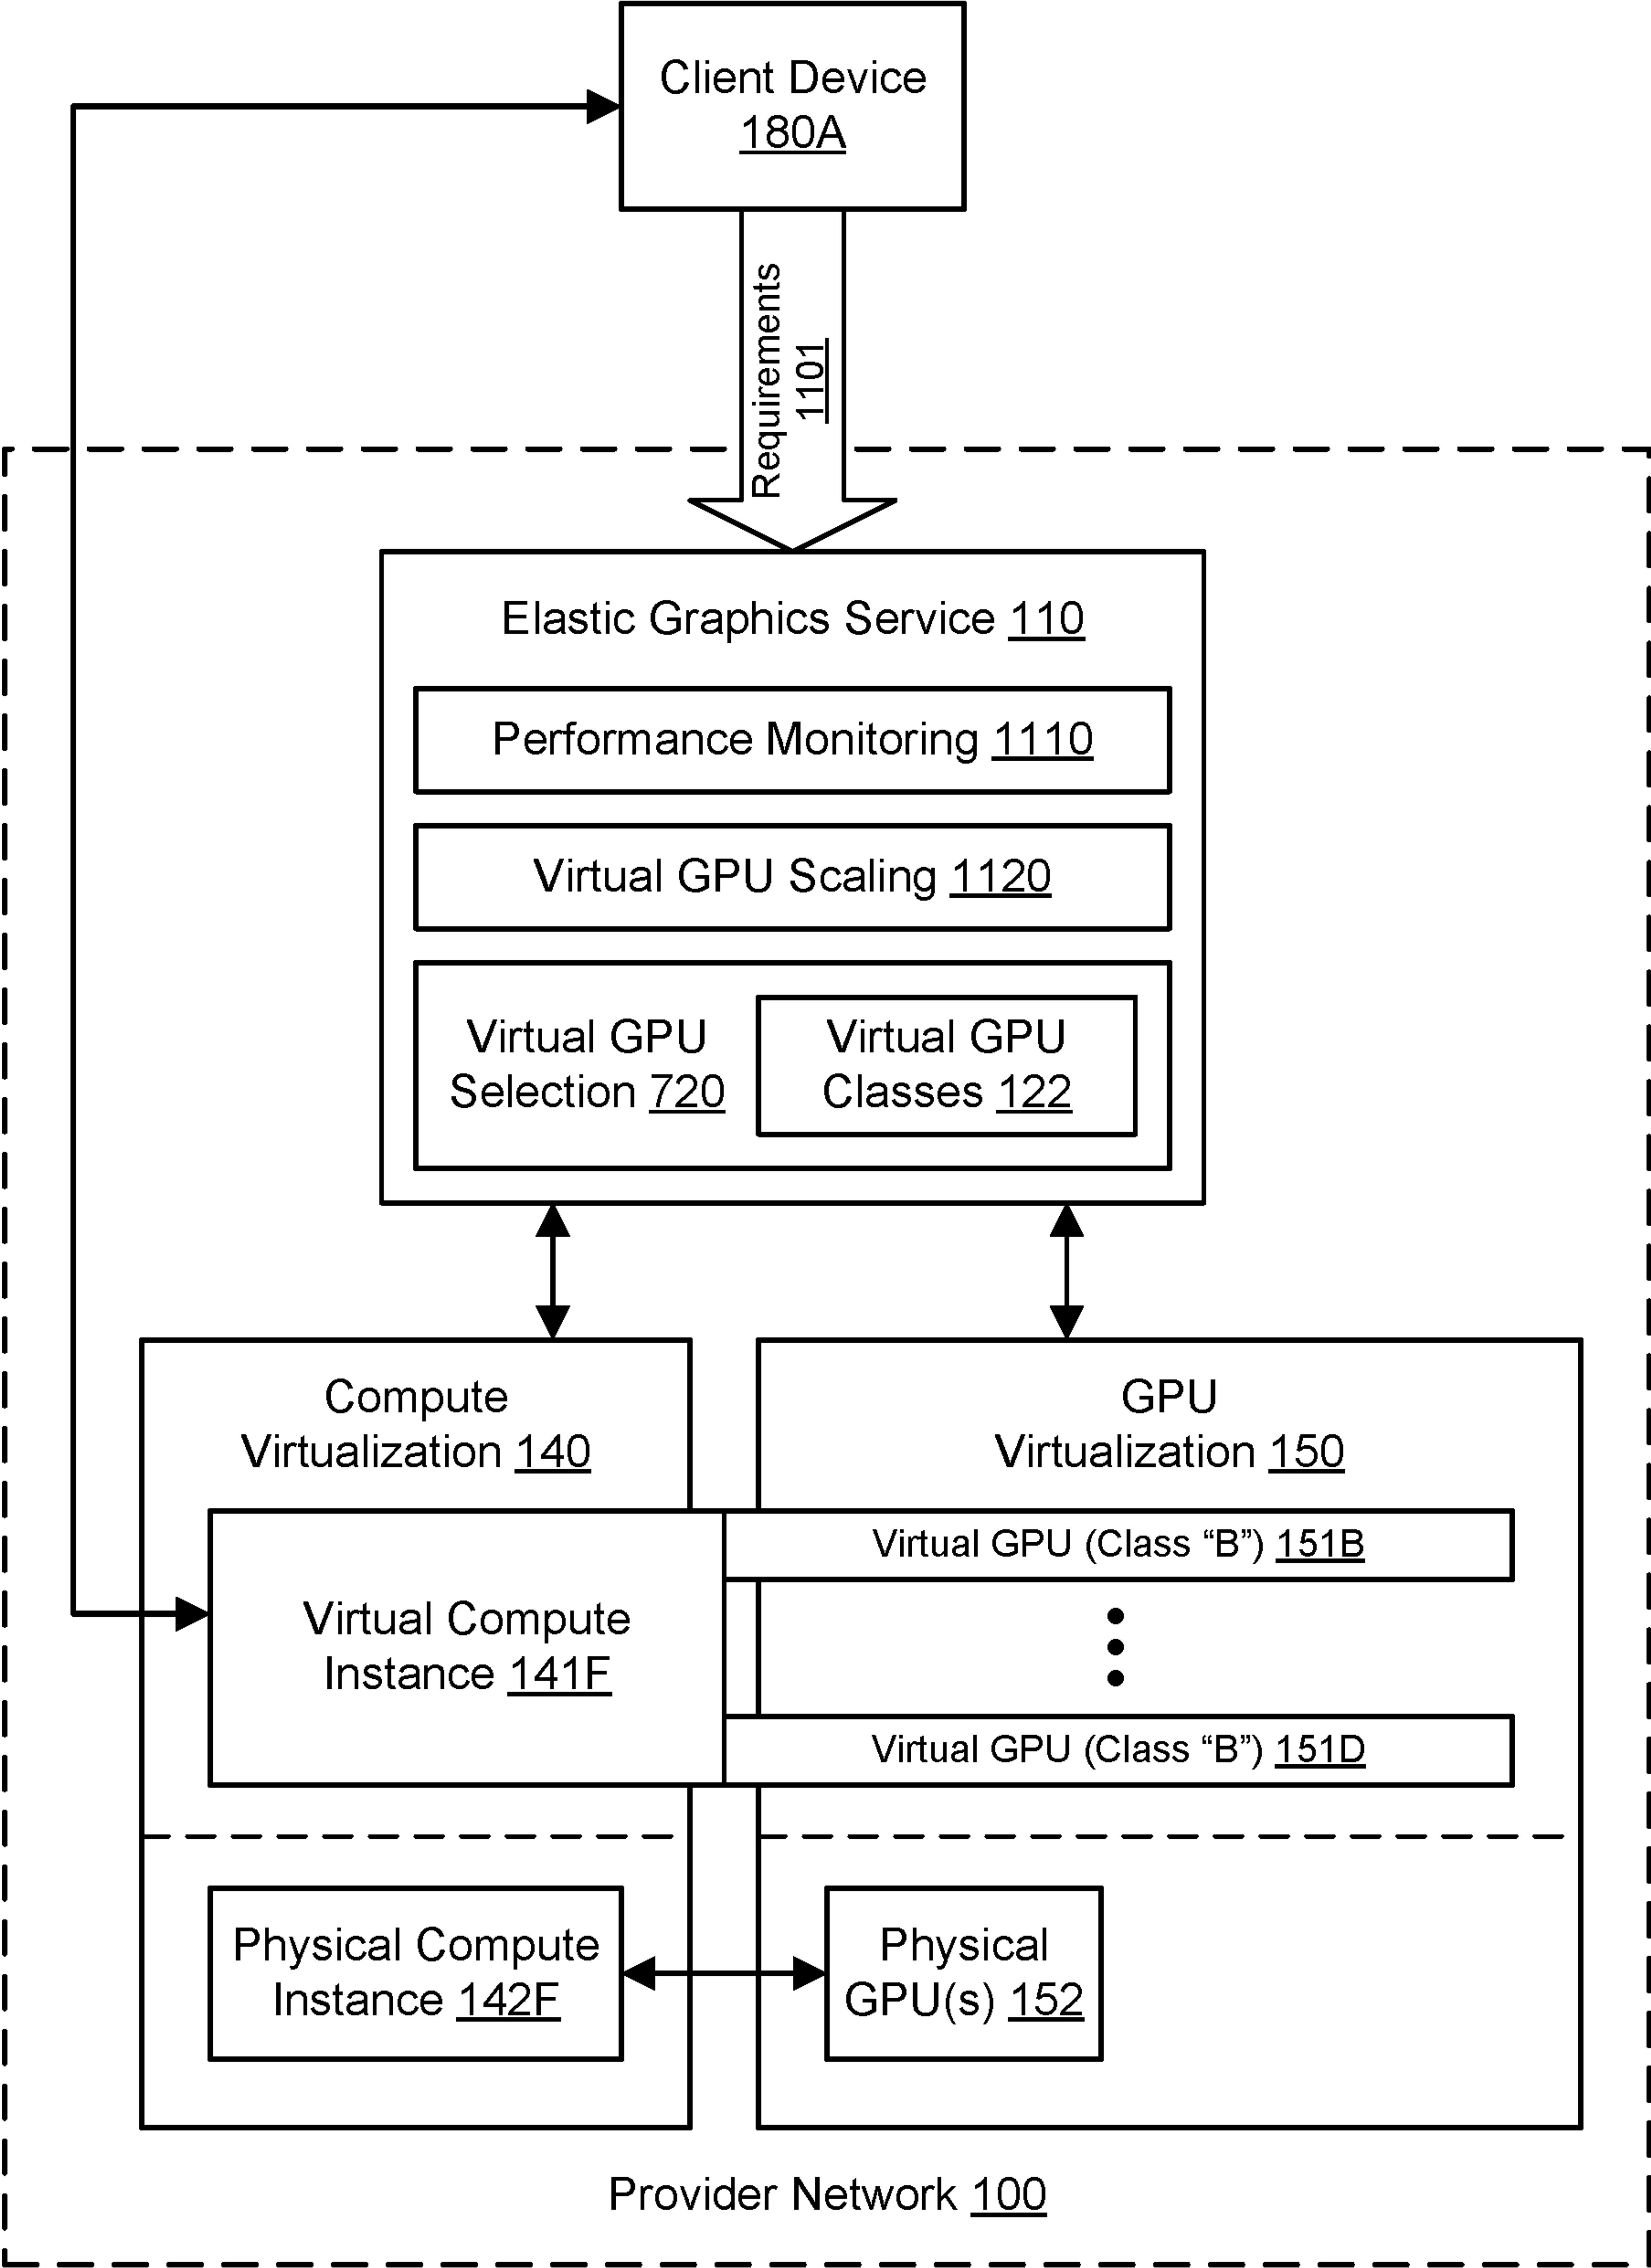 Client Device
180A
Requirements
1101
Elastic Graphics Service 110
Performance Monitoring 1110
Virtual GPU Scaling 1120
Virtual GPU
Selection 720
Virtual GPU
Classes 122
Compute
Virtualization 140
GPU
Virtualization 150
Virtual Compute
Instance 141F
Virtual GPU (Class “B”) 151B
Virtual GPU (Class “B”) 151D
Physical Compute
Instance 142F
Physical
GPU(s) 152
Provider Network 100